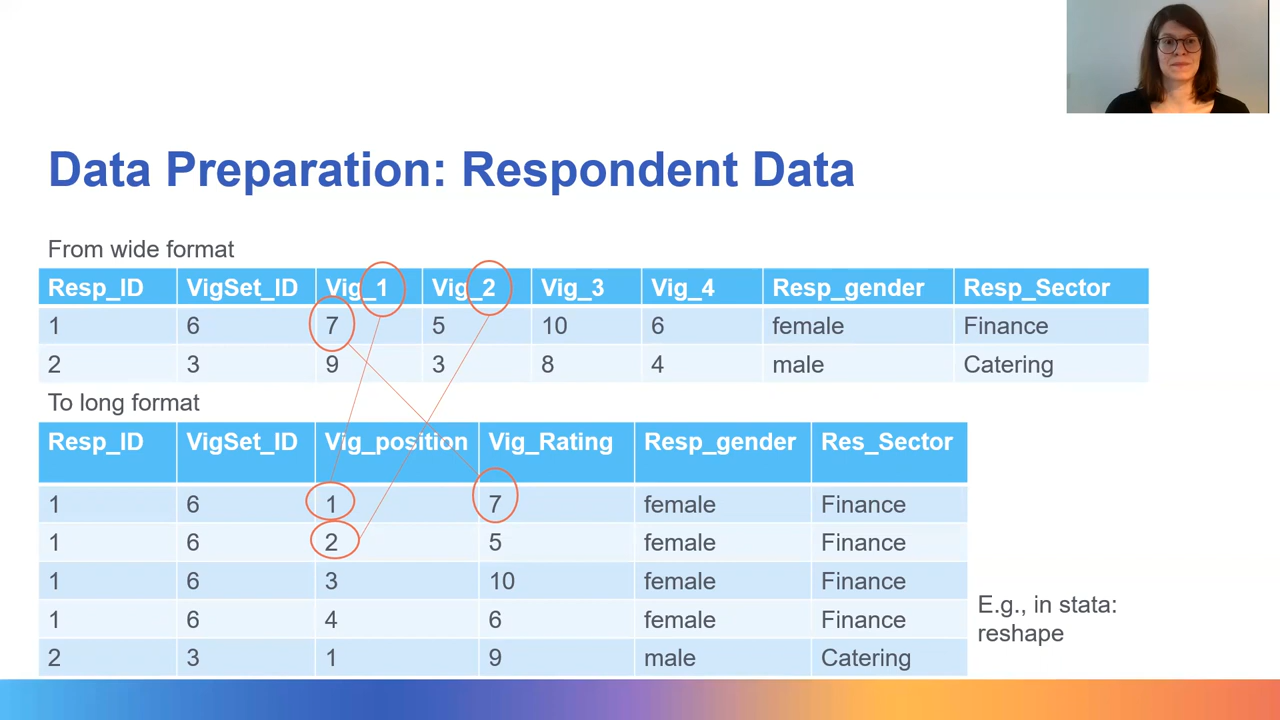 Data Preparation: Respondent Data
From wide format
Resp_ID VigSet_ID Vig_1 Vig_2 Vig_3 Vig_4 Resp_gender Resp_Sector
1 6 7 5 10 6 female Finance
2 3 9 3 8 4 male Catering
To long format
Resp_ID VigSet_ID Vig_position Vig_Rating Resp_gender Res_Sector
1 6 1 7 female Finance
1 6 2 5 female Finance
1 6 3 10 female Finance
1 6 4 6 female Finance
2 3 1 9 male Catering
E.g., in stata:
reshape